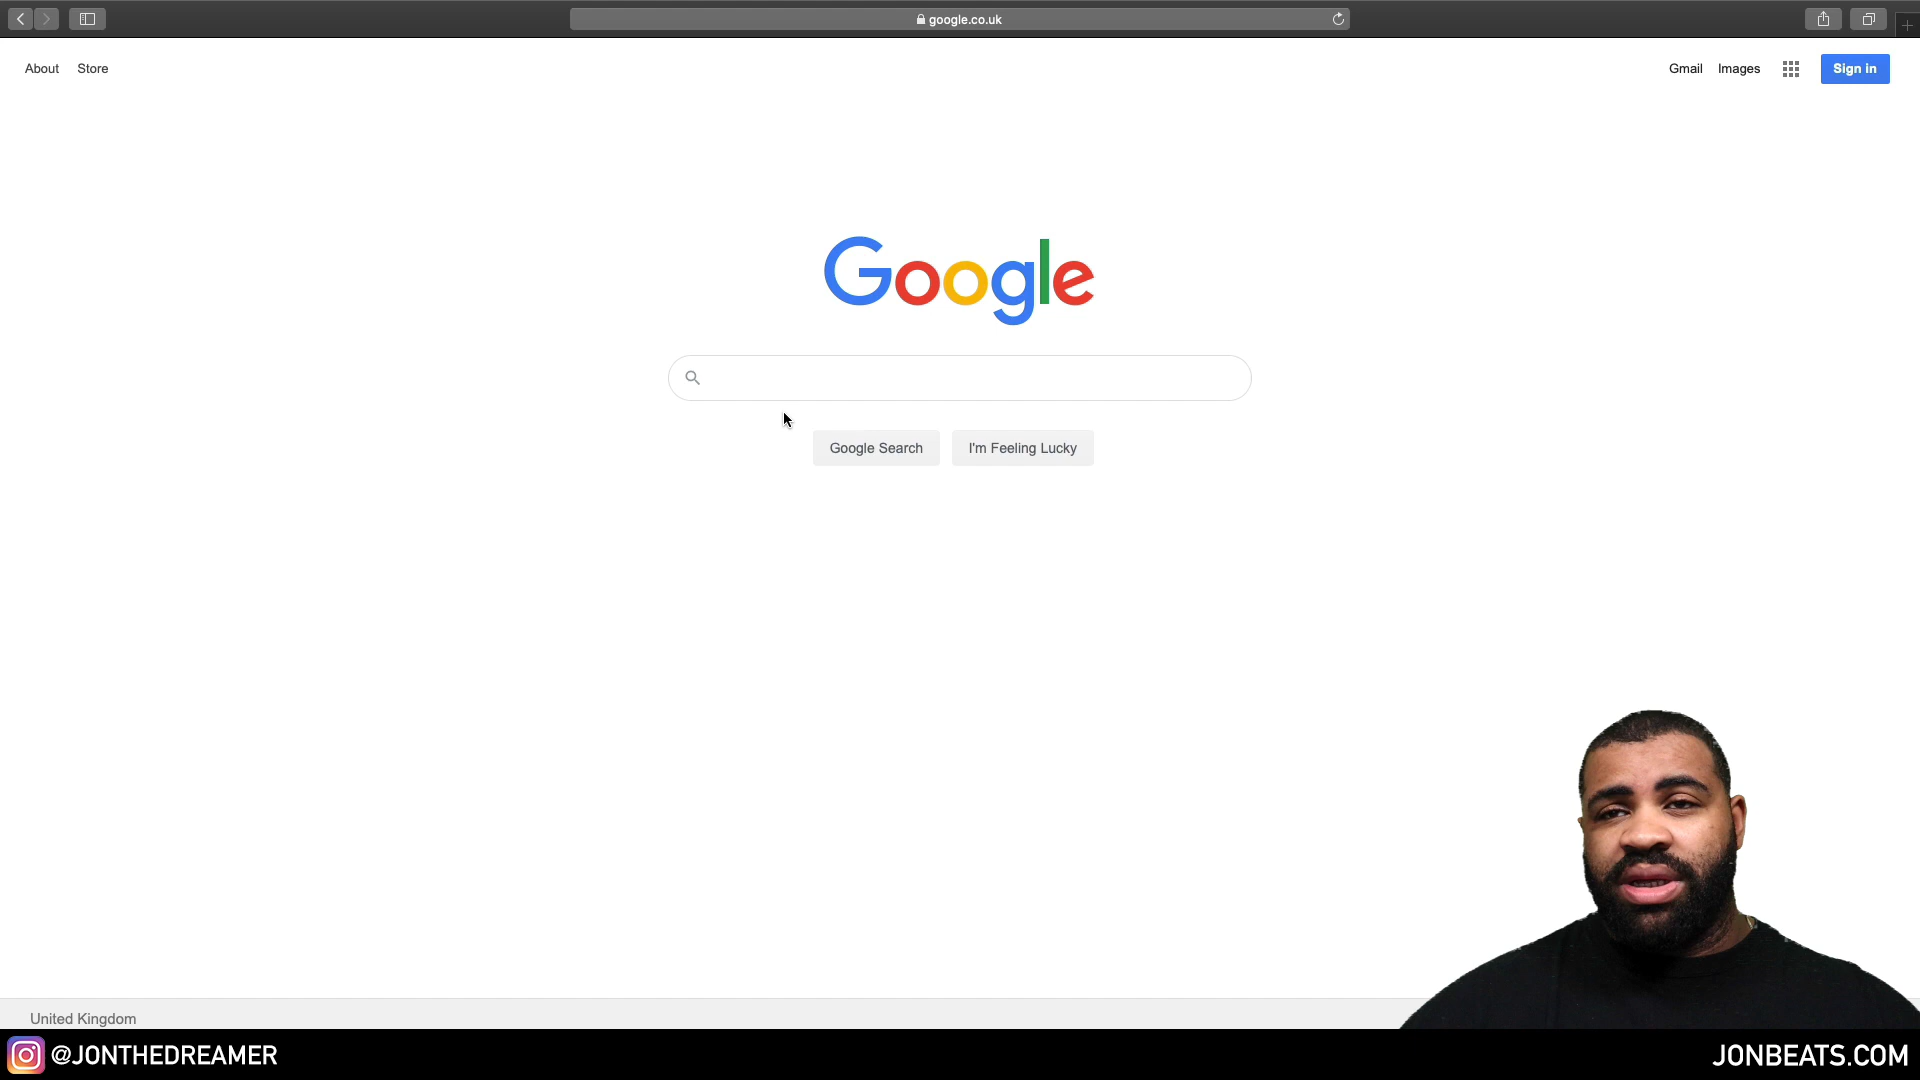 google.co.uk
About Store
Gmail Images Sign in
Google
Google Search I'm Feeling Lucky
United Kingdom
@JONTHEDREAMER
JONBEATS.COM